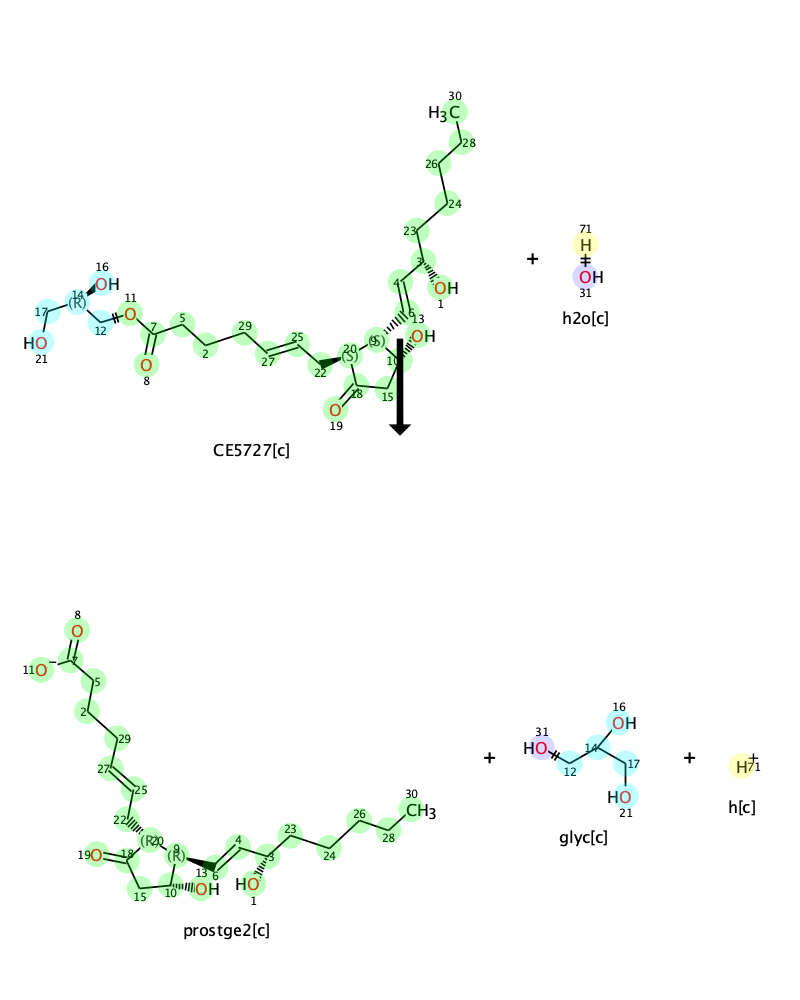 30
H3C
28
26
24
23
3
4
OH
1
6
13
OH
9
(S)
10
20
(S)
18
15
O
19
22
25
27
29
2
5
7
O
8
11
O
12
16
OH
14
(R)
17
HO
21
+
71
H
OH
31
h2o[c]
CE5727[c]
8
O
11
O−
7
5
2
29
27
25
22
20
(R)
19
O
18
15
10
9
(R)
13
OH
6
4
3
HO
1
23
24
26
28
30
CH3
prostge2[c]
+
31
HO
12
14
16
OH
17
HO
21
glyc[c]
+
H+
71
h[c]